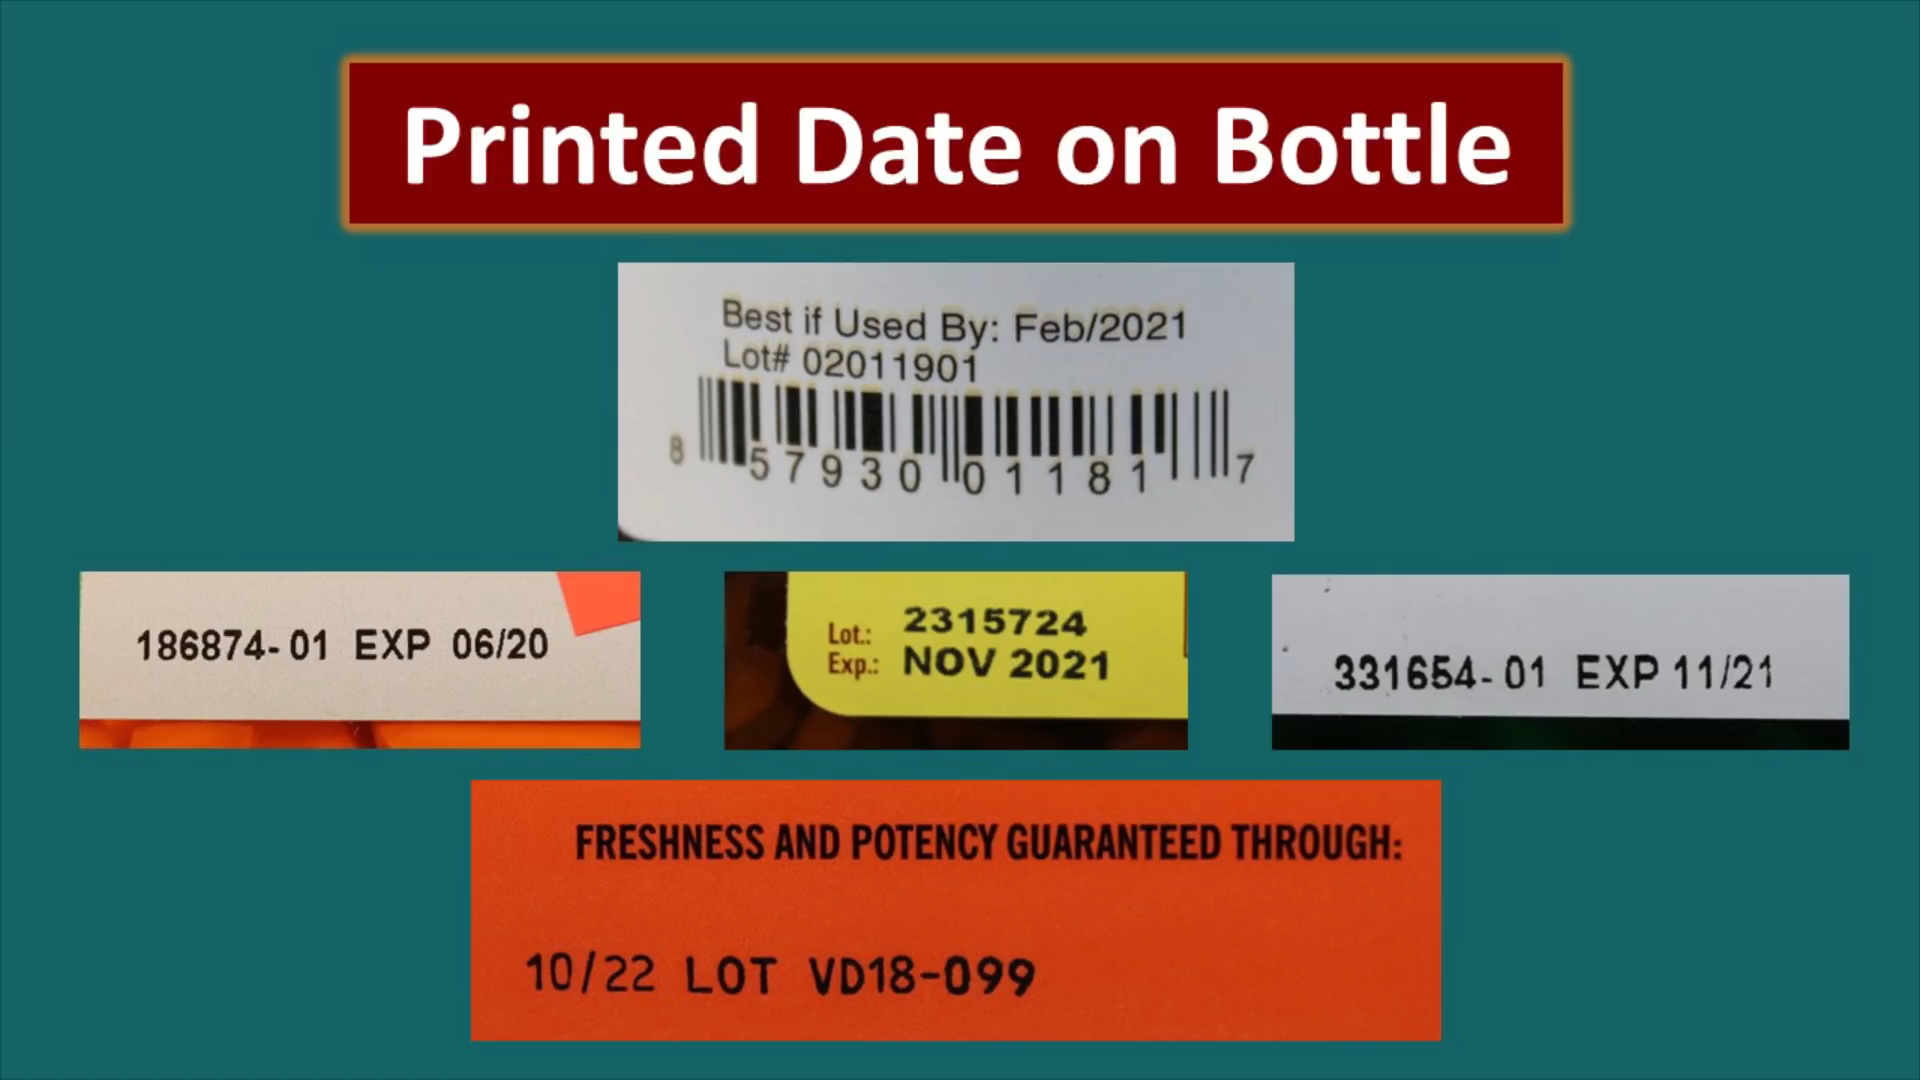 Printed Date on Bottle
Best if Used By: Feb/2021
Lot# 02011901
8 57930 01181 7
186874-01 EXP 06/20
Lot.: 2315724
Exp.: NOV 2021
331654-01 EXP 11/21
FRESHNESS AND POTENCY GUARANTEED THROUGH:
10/22 LOT VD18-099